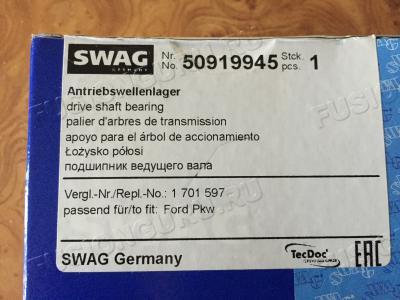 SWAG
GERMANY
Nr.
No. 50919945 Stck.
pcs. 1
Antriebswellenlager
drive shaft bearing
palier d'arbres de transmission
apoyo para el árbol de accionamiento
Łożysko półosi
подшипник ведущего вала
Vergl.-Nr./Repl.-No.: 1 701 597
passend für/to fit: Ford Pkw
SWAG Germany
TecDoc
EAC
FUSIONGURU.RU